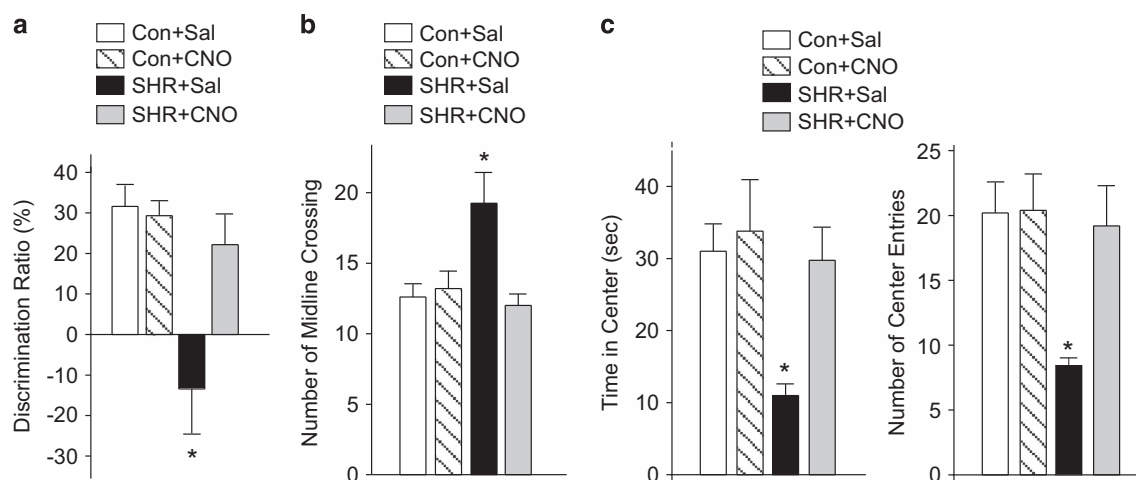 a
Con+Sal
Con+CNO
SHR+Sal
SHR+CNO
Discrimination Ratio (%)
40
30
20
10
0
-10
-20
-30
*
b
Con+Sal
Con+CNO
SHR+Sal
SHR+CNO
Number of Midline Crossing
20
15
10
5
0
*
c
Con+Sal
Con+CNO
SHR+Sal
SHR+CNO
Time in Center (sec)
40
30
20
10
0
*
Number of Center Entries
25
20
15
10
5
0
*